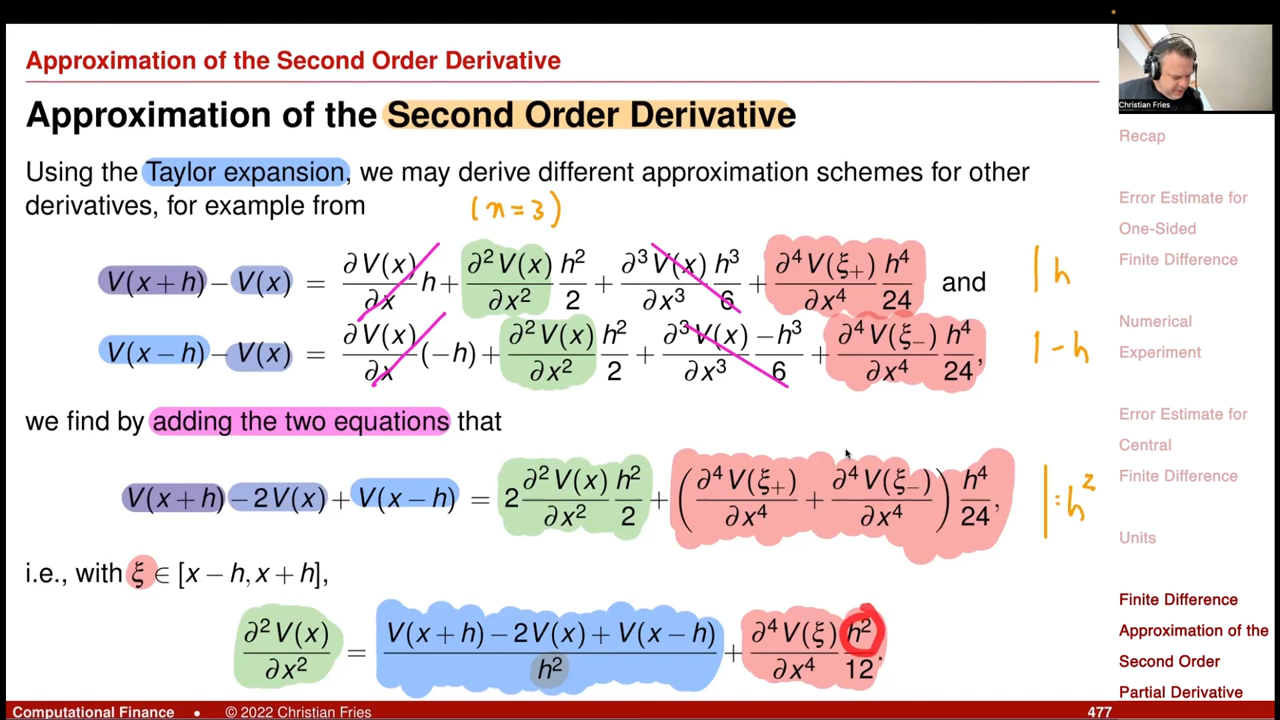 Approximation of the Second Order Derivative
Approximation of the Second Order Derivative
Using the Taylor expansion, we may derive different approximation schemes for other
derivatives, for example from (n = 3)
V(x+h) − V(x) = ∂V(x)/∂x h + ∂²V(x)/∂x² h²/2 + ∂³V(x)/∂x³ h³/6 + ∂⁴V(ξ₊)/∂x⁴ h⁴/24 and | h
V(x−h) − V(x) = ∂V(x)/∂x (−h) + ∂²V(x)/∂x² h²/2 + ∂³V(x)/∂x³ −h³/6 + ∂⁴V(ξ₋)/∂x⁴ h⁴/24, | −h
we find by adding the two equations that
V(x+h) − 2V(x) + V(x−h) = 2 ∂²V(x)/∂x² h²/2 + (∂⁴V(ξ₊)/∂x⁴ + ∂⁴V(ξ₋)/∂x⁴) h⁴/24, | : h²
i.e., with ξ ∈ [x−h, x+h],
∂²V(x)/∂x² = (V(x+h) − 2V(x) + V(x−h))/h² + ∂⁴V(ξ)/∂x⁴ h²/12.
Christian Fries
Recap
Error Estimate for
One-Sided
Finite Difference
Numerical
Experiment
Error Estimate for
Central
Finite Difference
Units
Finite Difference
Approximation of the
Second Order
Partial Derivative
Computational Finance • © 2022 Christian Fries 477